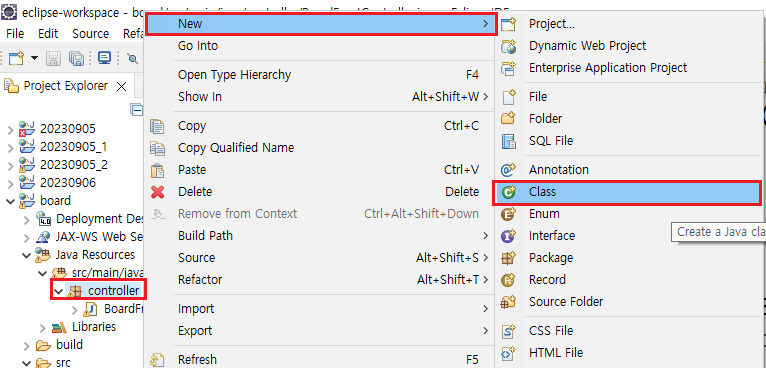 eclipse-workspace - bo
File Edit Source Refa
Project Explorer
20230905
20230905_1
20230905_2
20230906
board
Deployment Des
4.0
JAX-WS Web Se
Java Resources
src/main/java
controller
BoardFr
Libraries
build
src
New
Go Into
Open Type Hierarchy F4
Show In Alt+Shift+W >
Copy Ctrl+C
Copy Qualified Name
Paste Ctrl+V
Delete Delete
Remove from Context Ctrl+Alt+Shift+Down
Build Path
Source Alt+Shift+S >
Refactor Alt+Shift+T >
Import
Export
Refresh F5
Project...
Dynamic Web Project
Enterprise Application Project
File
Folder
SQL File
Annotation
Class
Enum
Interface
Package
Record
Source Folder
CSS File
HTML File
Create a Java cla